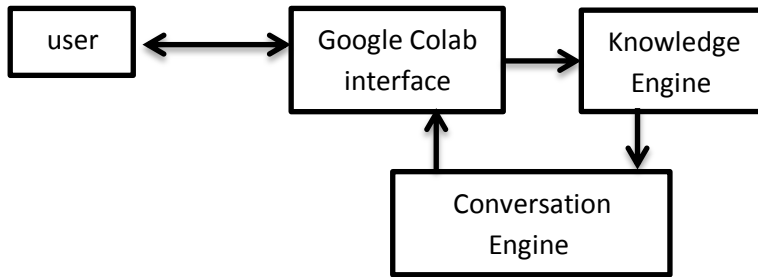 user
Google Colab
interface
Knowledge
Engine
Conversation
Engine